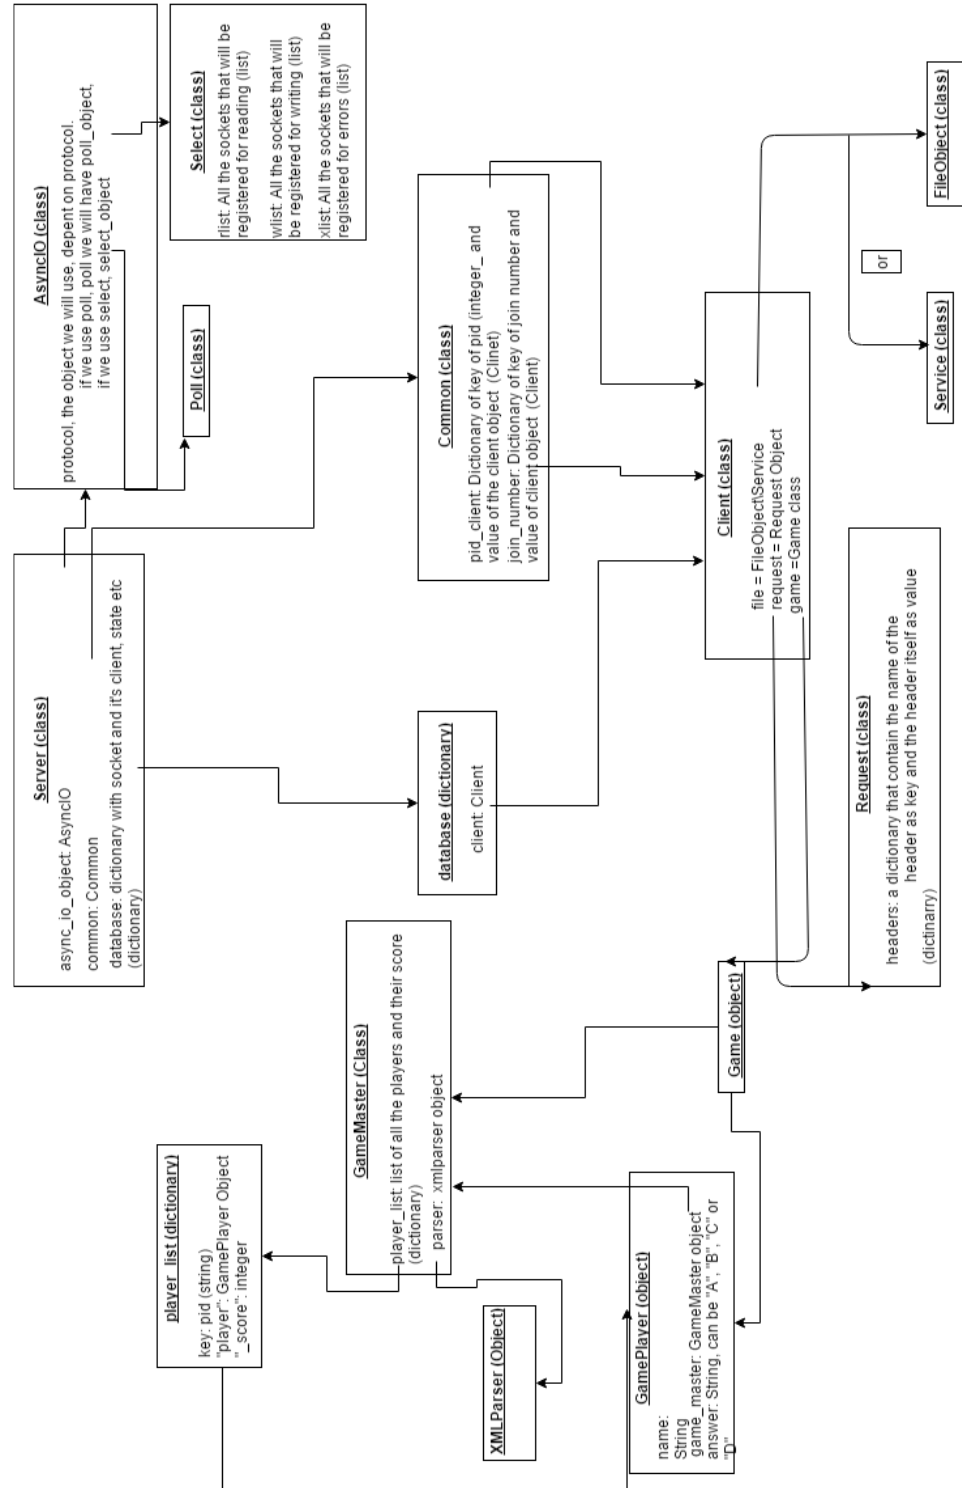 player_list (dictionary)
key: pid (string)
"player": GamePlayer Object
"_score": integer
Server (class)
async_io_object: AsyncIO
common: Common
database: dictionary with socket and it's client, state etc
(dictionary)
AsyncIO (class)
protocol, the object we will use, depent on protocol.
if we use poll, poll we will have poll_object,
if we use select, select_object
Poll (class)
Select (class)
rlist: All the sockets that will be
registered for reading (list)
wlist: All the sockets that will
be registered for writing (list)
xlist: All the sockets that will be
registered for errors (list)
GameMaster (Class)
player_list: list of all the players and their score
(dictionary)
parser: xmlparser object
database (dictionary)
client: Client
Common (class)
pid_client: Dictionary of key of pid (integer_ and
value of the client object (Clinet)
join_number: Dictionary of key of join number and
value of client object (Client)
XMLParser (Object)
GamePlayer (object)
name:
String
game_master: GameMaster object
answer: String, can be "A", "B", "C" or
"D"
Game (object)
Client (class)
file = FileObject\Service
request = Request Object
game =Game class
Request (class)
headers: a dictionary that contain the name of the
header as key and the header itself as value
(dictinarry)
or
Service (class)
FileObject (class)